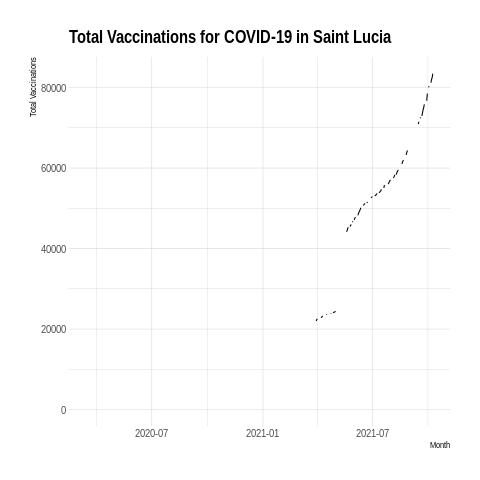 Total Vaccinations for COVID-19 in Saint Lucia
Total Vaccinations
80000
60000
40000
20000
0
2020-07
2021-01
2021-07
Month